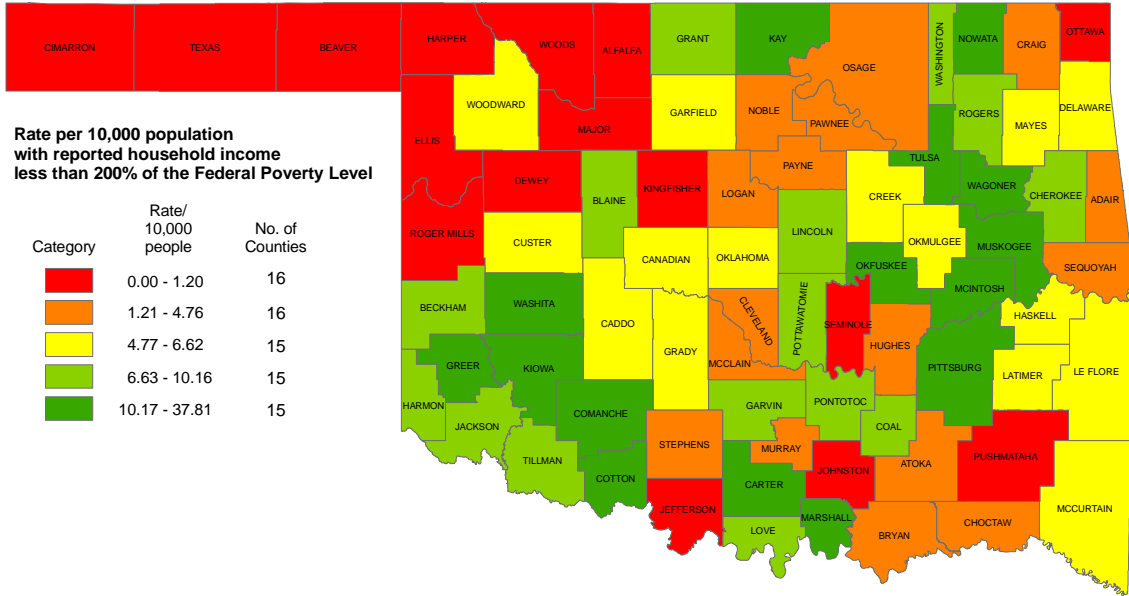 CIMARRON
TEXAS
BEAVER
HARPER
WOODS
ALFALFA
GRANT
KAY
OSAGE
WASHINGTON
NOWATA
CRAIG
OTTAWA
WOODWARD
GARFIELD
NOBLE
PAWNEE
ROGERS
MAYES
DELAWARE
ELLIS
MAJOR
Rate per 10,000 population
with reported household income
less than 200% of the Federal Poverty Level
DEWEY
BLAINE
KINGFISHER
LOGAN
PAYNE
CREEK
TULSA
WAGONER
CHEROKEE
ADAIR
ROGER MILLS
CUSTER
CANADIAN
OKLAHOMA
LINCOLN
OKMULGEE
MUSKOGEE
SEQUOYAH
Rate/
10,000
people
No. of
Counties
Category
0.00 - 1.20 16
1.21 - 4.76 16
4.77 - 6.62 15
6.63 - 10.16 15
10.17 - 37.81 15
BECKHAM
WASHITA
CADDO
GRADY
CLEVELAND
MCCLAIN
POTTAWATOMIE
SEMINOLE
OKFUSKEE
HUGHES
MCINTOSH
HASKELL
PITTSBURG
LATIMER
LE FLORE
GREER
KIOWA
HARMON
JACKSON
COMANCHE
TILLMAN
COTTON
STEPHENS
GARVIN
PONTOTOC
COAL
MURRAY
JOHNSTON
ATOKA
PUSHMATAHA
CARTER
JEFFERSON
LOVE
MARSHALL
BRYAN
CHOCTAW
MCCURTAIN